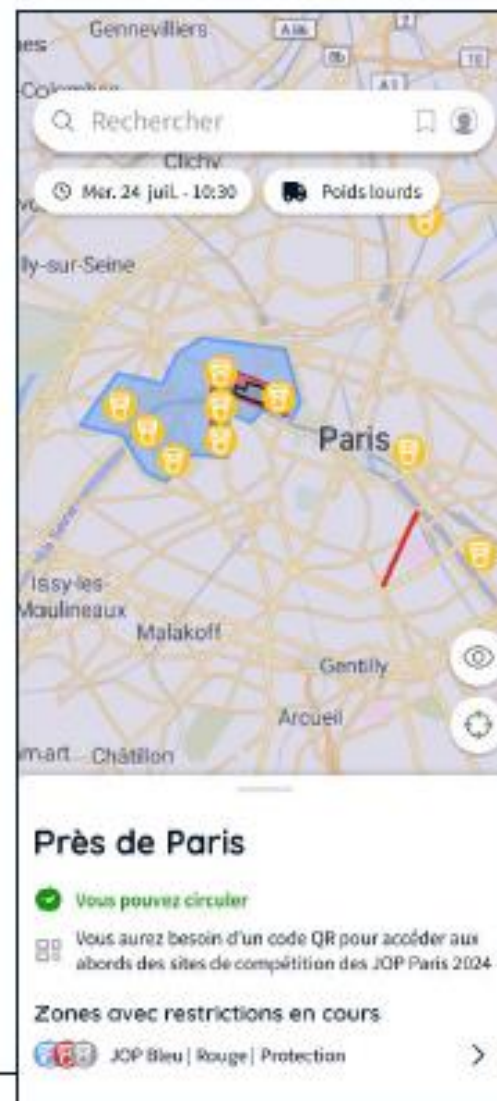 Gennevilliers
A86
Rechercher
Clichy
Mer. 24 juil. - 10:30
Poids lourds
lly-sur-Seine
Paris
Issy-les
Moulineaux
Malakoff
Gentilly
Arcueil
mart
Châtillon
Près de Paris
Vous pouvez circuler
Vous aurez besoin d'un code QR pour accéder aux
abords des sites de compétition des JOP Paris 2024
Zones avec restrictions en cours
JOP Bleu | Rouge | Protection